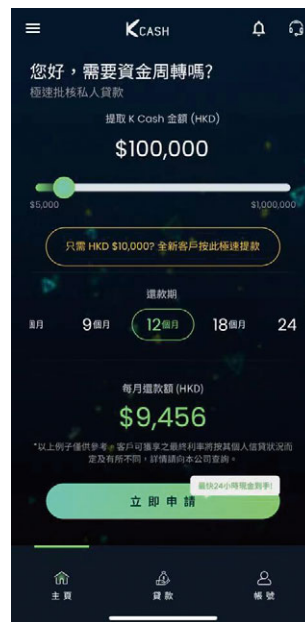 KCASH
您好，需要資金周轉嗎?
極速批核私人貸款
提取 K Cash 金額 (HKD)
$100,000
$5,000 $1,000,000
只需 HKD $10,000? 全新客戶按此極速提款
還款期
個月 9個月 12個月 18個月 24
每月還款額 (HKD)
$9,456
*以上例子僅供參考，客戶可獲享之最終利率將按其個人信貸狀況而
定及有所不同，詳情請向本公司查詢。
最快24小時現金到手!
立即申請
主頁 貸款 帳號